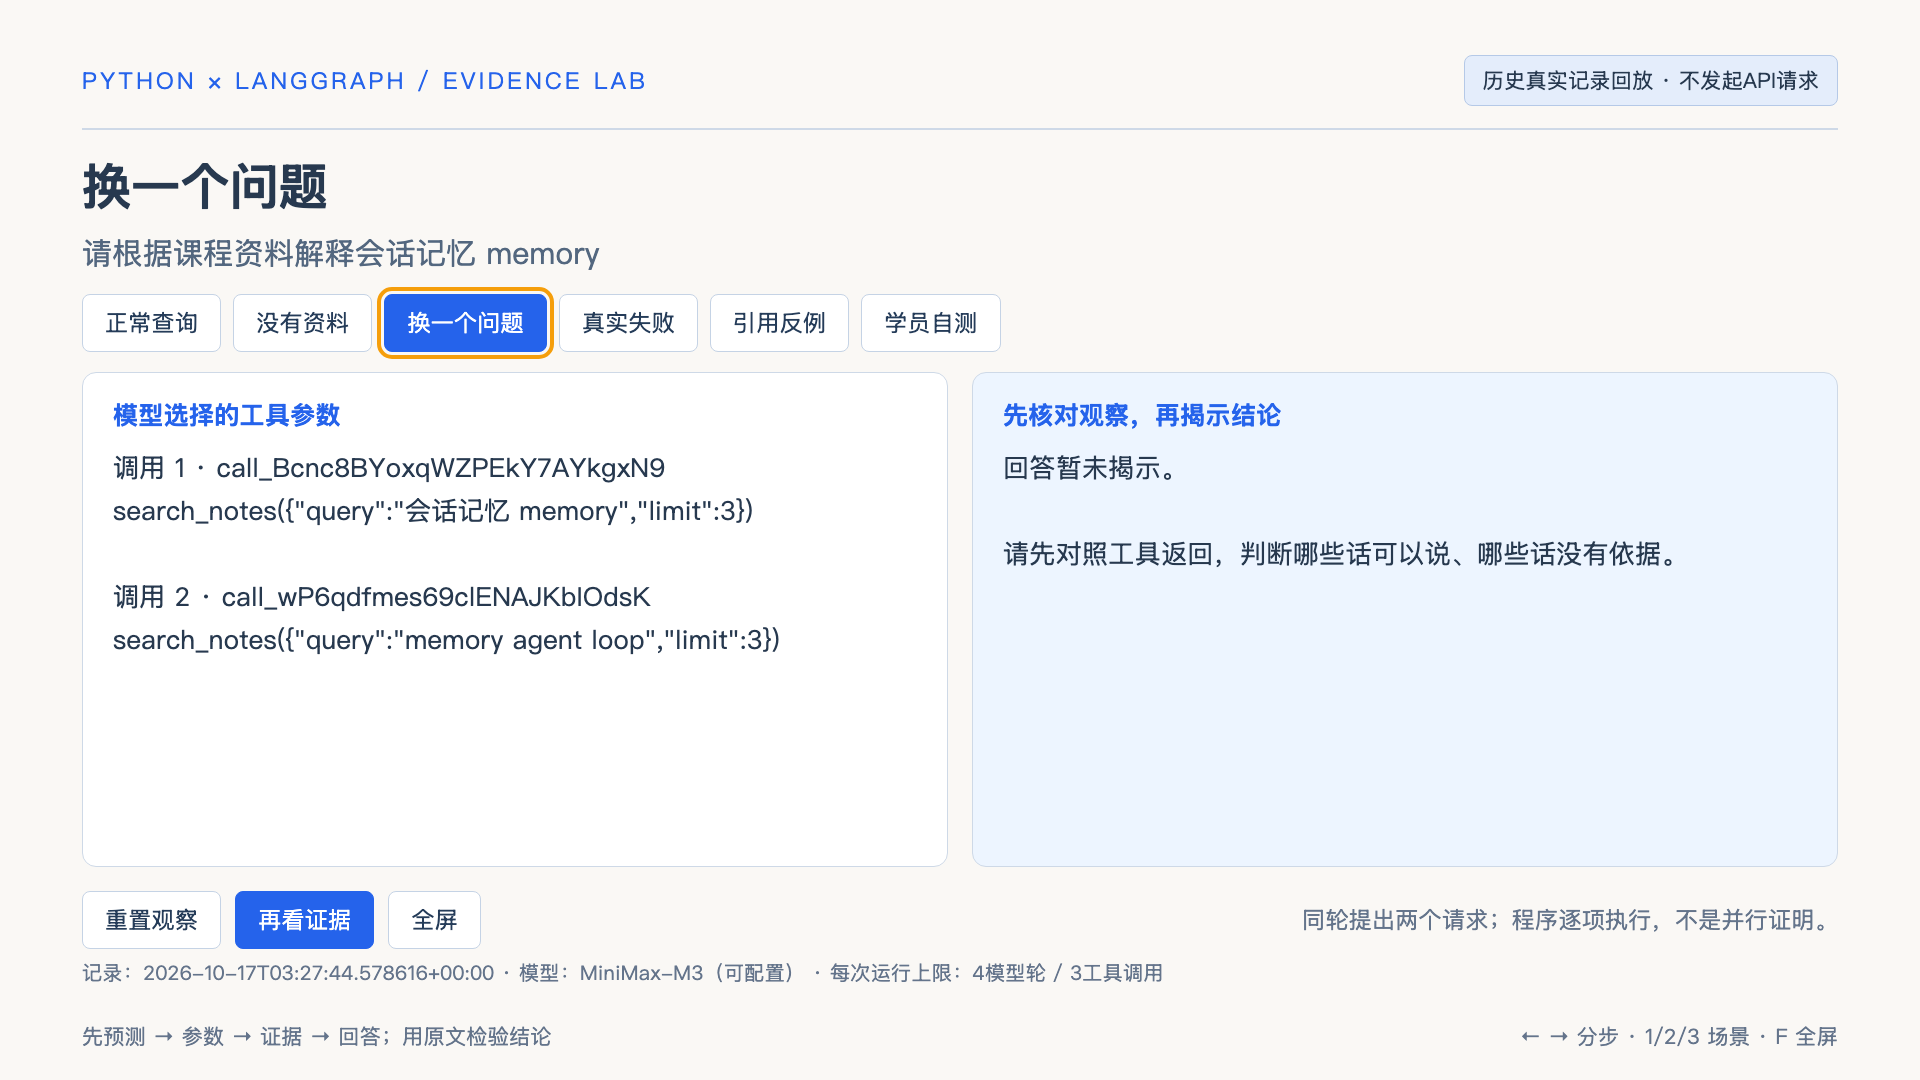 PYTHON × LANGGRAPH / EVIDENCE LAB
历史真实记录回放 · 不发起API请求
换一个问题
请根据课程资料解释会话记忆 memory
正常查询
没有资料
换一个问题
真实失败
引用反例
学员自测
模型选择的工具参数
调用 1 · call_Bcnc8BYoxqWZPEkY7AYkgxN9
search_notes({"query":"会话记忆 memory","limit":3})
调用 2 · call_wP6qdfmes69clENAJKblOdsK
search_notes({"query":"memory agent loop","limit":3})
先核对观察，再揭示结论
回答暂未揭示。
请先对照工具返回，判断哪些话可以说、哪些话没有依据。
重置观察
再看证据
全屏
同轮提出两个请求；程序逐项执行，不是并行证明。
记录：2026-10-17T03:27:44.578616+00:00 · 模型：MiniMax-M3（可配置） · 每次运行上限：4模型轮 / 3工具调用
先预测 → 参数 → 证据 → 回答；用原文检验结论
← → 分步 · 1/2/3 场景 · F 全屏